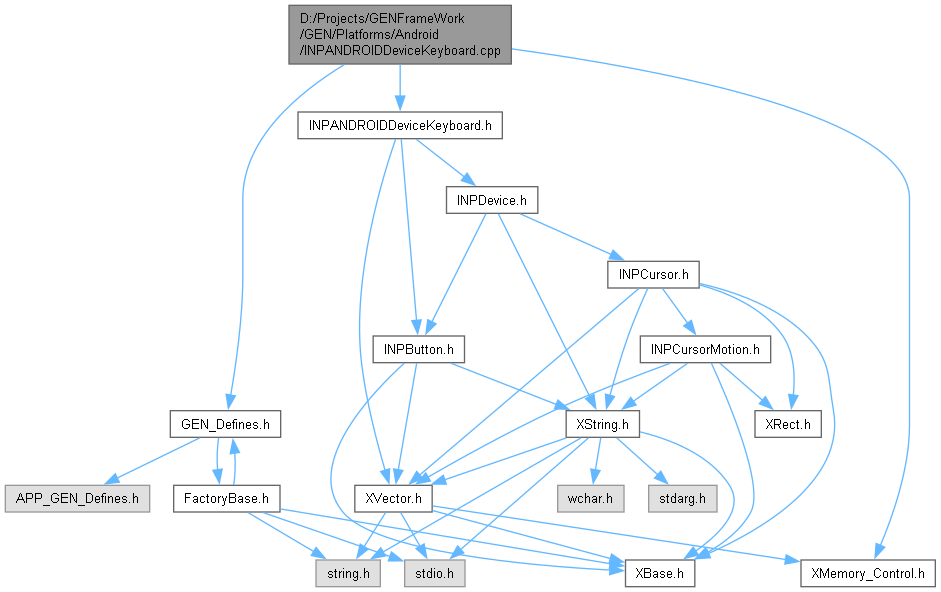 D:/Projects/GENFrameWork
/GEN/Platforms/Android
/INPANDROIDDeviceKeyboard.cpp
INPANDROIDDeviceKeyboard.h
INPDevice.h
INPCursor.h
INPButton.h
INPCursorMotion.h
GEN_Defines.h
XString.h
XRect.h
APP_GEN_Defines.h
FactoryBase.h
XVector.h
wchar.h
stdarg.h
string.h
stdio.h
XBase.h
XMemory_Control.h